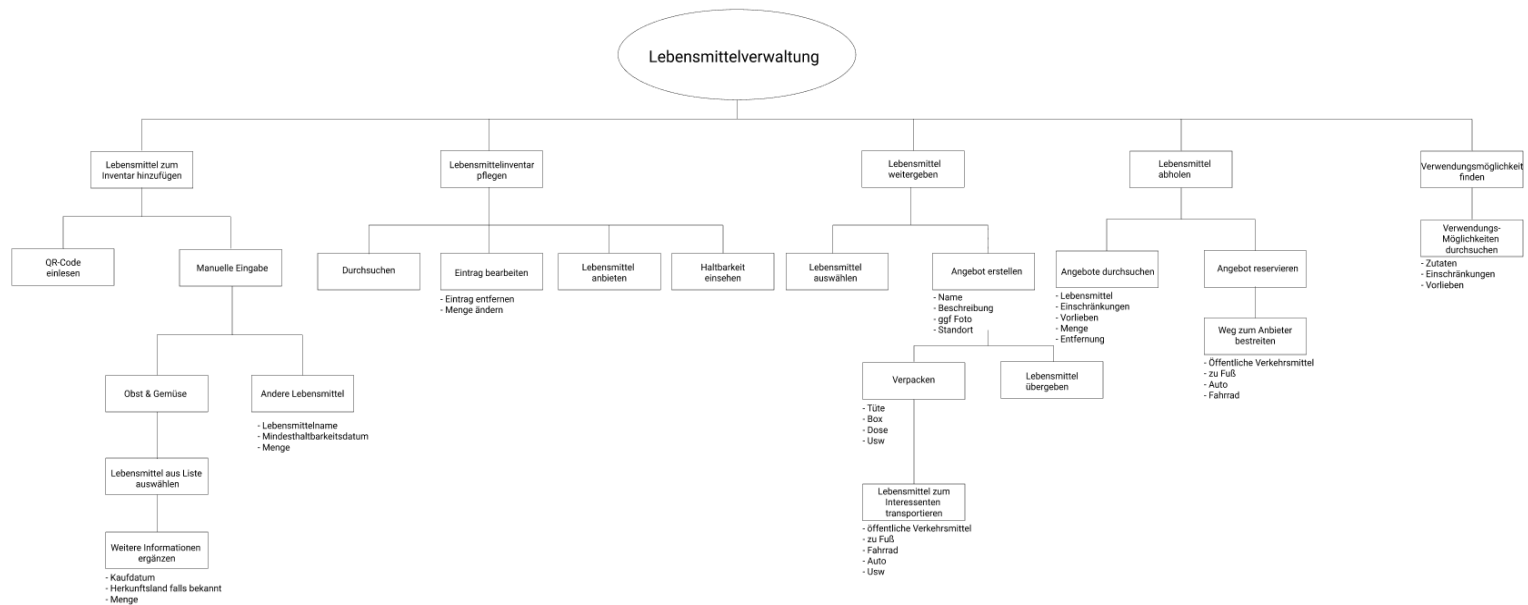 Lebensmittelverwaltung
Lebensmittel zum
Inventar hinzufügen
Lebensmittelinventar
pflegen
Lebensmittel
weitergeben
Lebensmittel
abholen
Verwendungsmöglichkeit
finden
QR-Code
einlesen
Manuelle Eingabe
Durchsuchen
Eintrag bearbeiten
- Eintrag entfernen
- Menge ändern
Lebensmittel
anbieten
Haltbarkeit
einsehen
Lebensmittel
auswählen
Angebot erstellen
- Name
- Beschreibung
- ggf Foto
- Standort
Angebote durchsuchen
- Lebensmittel
- Einschränkungen
- Vorlieben
- Menge
- Entfernung
Angebot reservieren
Verwendungs-
Möglichkeiten
durchsuchen
- Zutaten
- Einschränkungen
- Vorlieben
Weg zum Anbieter
bestreiten
- Öffentliche Verkehrsmittel
- zu Fuß
- Auto
- Fahrrad
Obst & Gemüse
Andere Lebensmittel
- Lebensmittelname
- Mindesthaltbarkeitsdatum
- Menge
Verpacken
- Tüte
- Box
- Dose
- Usw
Lebensmittel
übergeben
Lebensmittel aus Liste
auswählen
Lebensmittel zum
Interessenten
transportieren
- öffentliche Verkehrsmittel
- zu Fuß
- Fahrrad
- Auto
- Usw
Weitere Informationen
ergänzen
- Kaufdatum
- Herkunftsland falls bekannt
- Menge